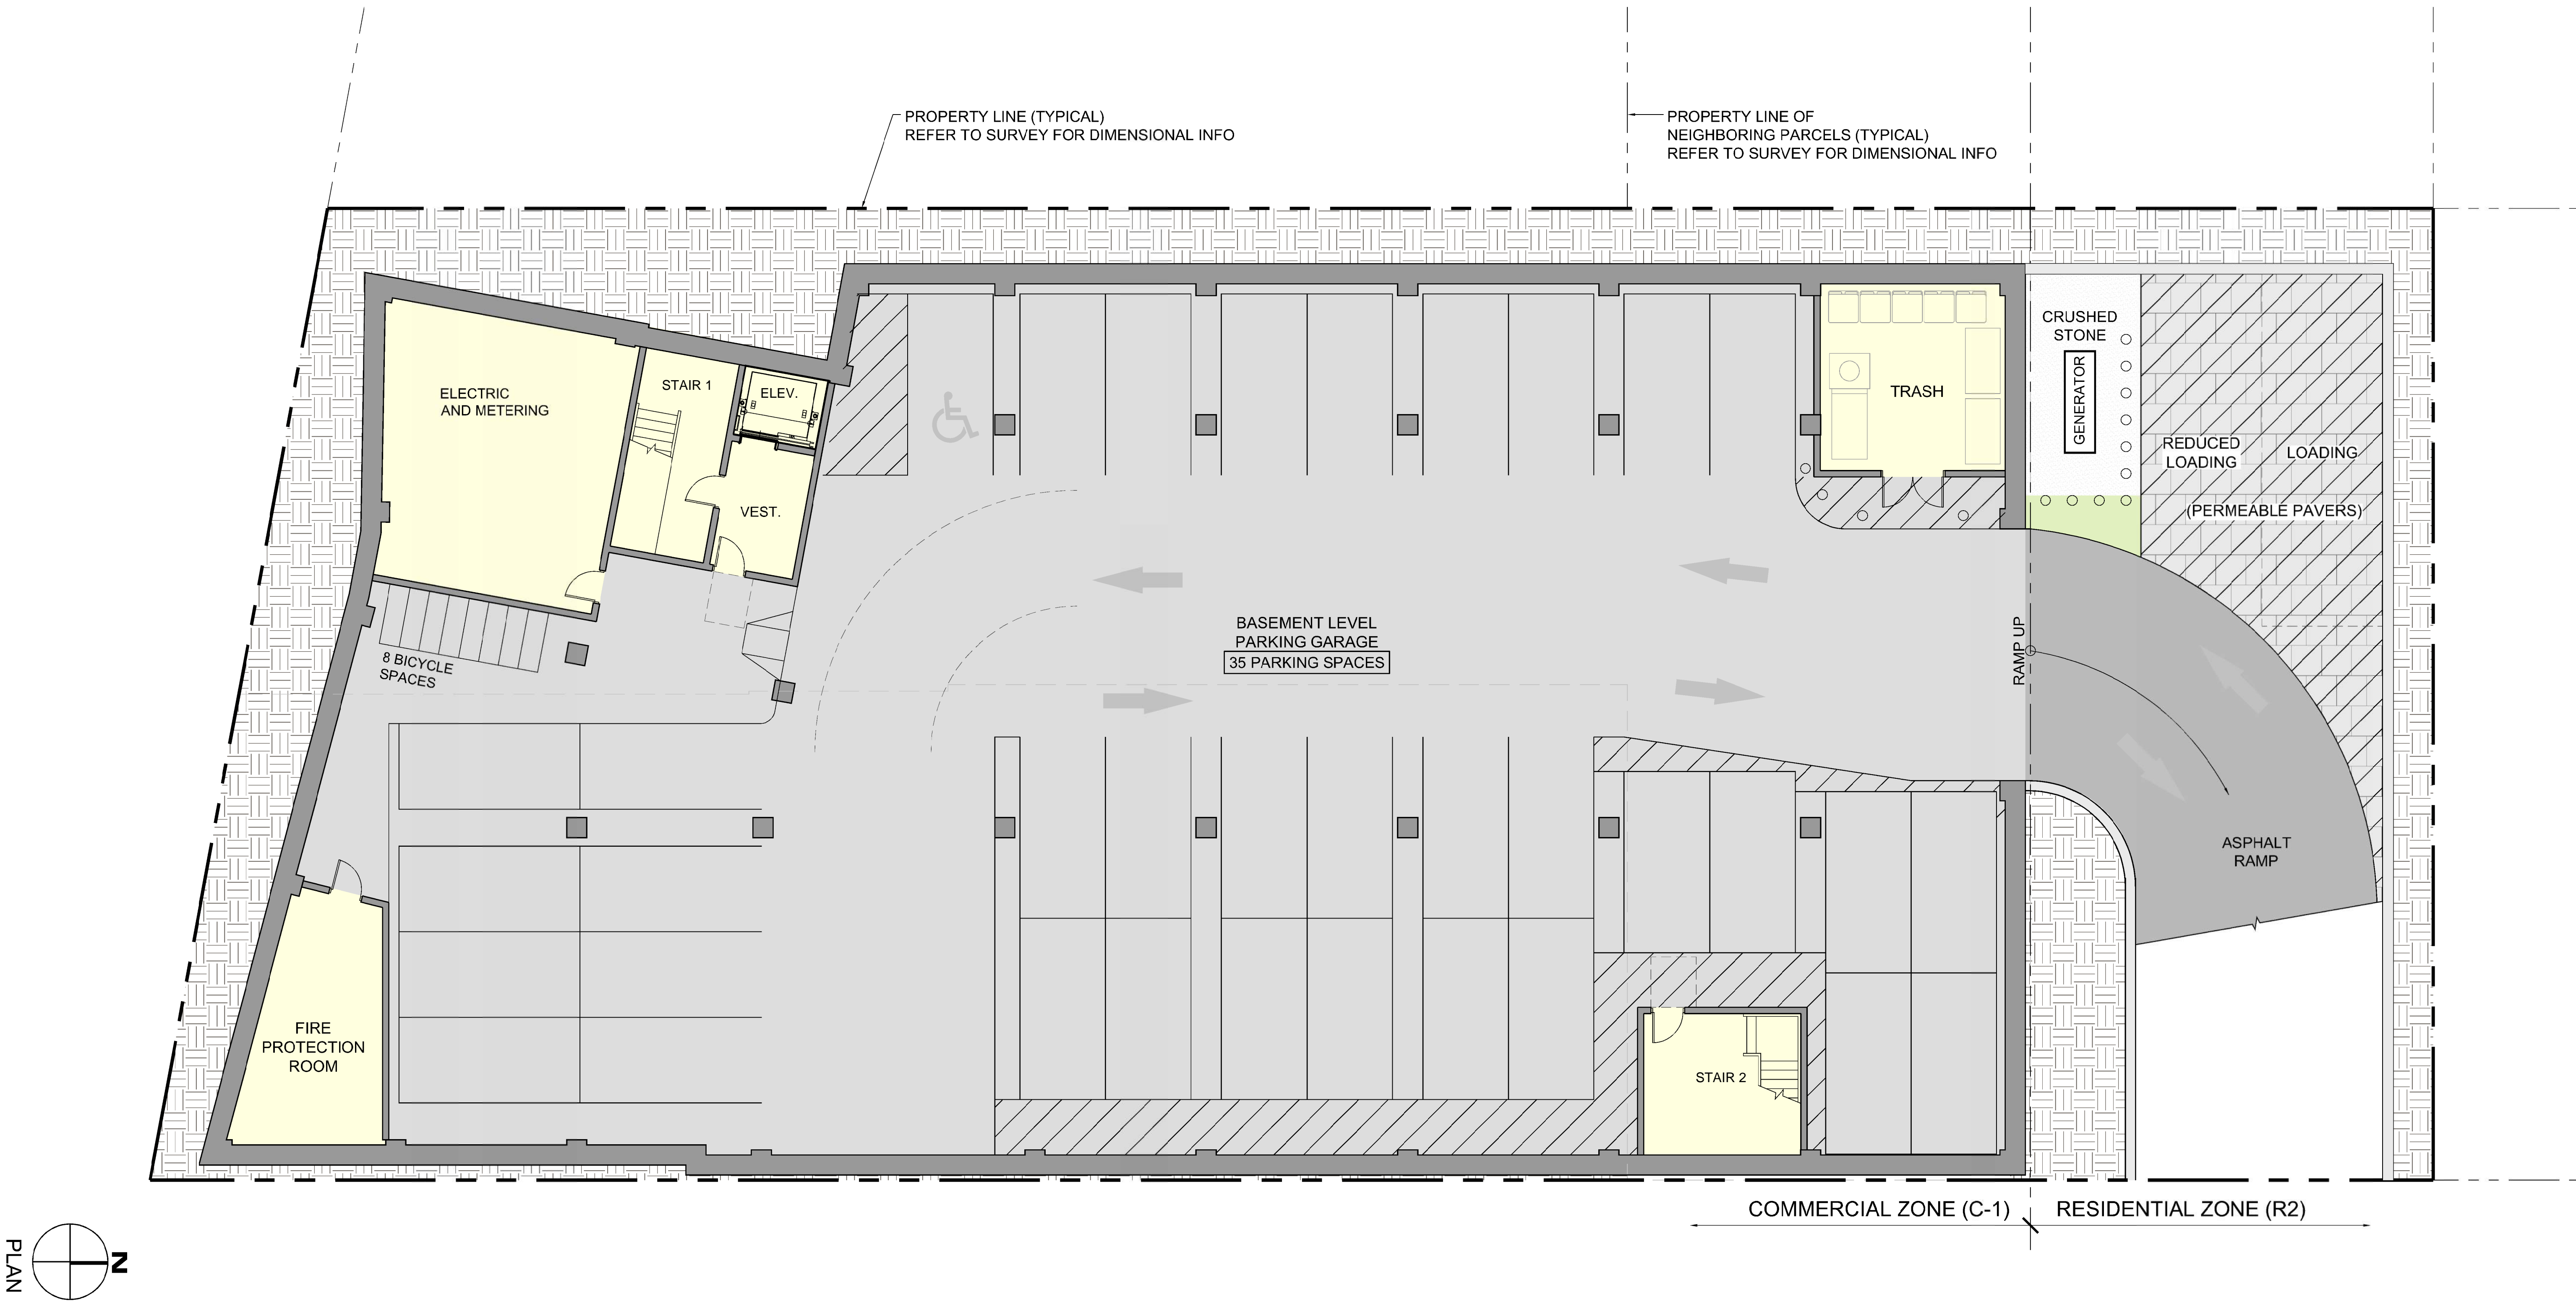 PROPERTY LINE (TYPICAL)
REFER TO SURVEY FOR DIMENSIONAL INFO
PROPERTY LINE OF
NEIGHBORING PARCELS (TYPICAL)
REFER TO SURVEY FOR DIMENSIONAL INFO
ELECTRIC
AND METERING
STAIR 1
ELEV.
VEST.
8 BICYCLE
SPACES
BASEMENT LEVEL
PARKING GARAGE
35 PARKING SPACES
TRASH
CRUSHED
STONE
GENERATOR
REDUCED
LOADING
LOADING
(PERMEABLE PAVERS)
RAMP UP
ASPHALT
RAMP
FIRE
PROTECTION
ROOM
STAIR 2
COMMERCIAL ZONE (C-1)
RESIDENTIAL ZONE (R2)
N
PLAN